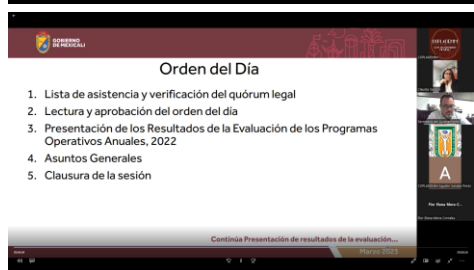 GOBIERNO
DE MEXICALI
Orden del Día
1. Lista de asistencia y verificación del quórum legal
2. Lectura y aprobación del orden del día
3. Presentación de los Resultados de la Evaluación de los Programas
Operativos Anuales, 2022
4. Asuntos Generales
5. Clausura de la sesión
Continúa Presentación de resultados de la evaluación...
Marzo 2023
A